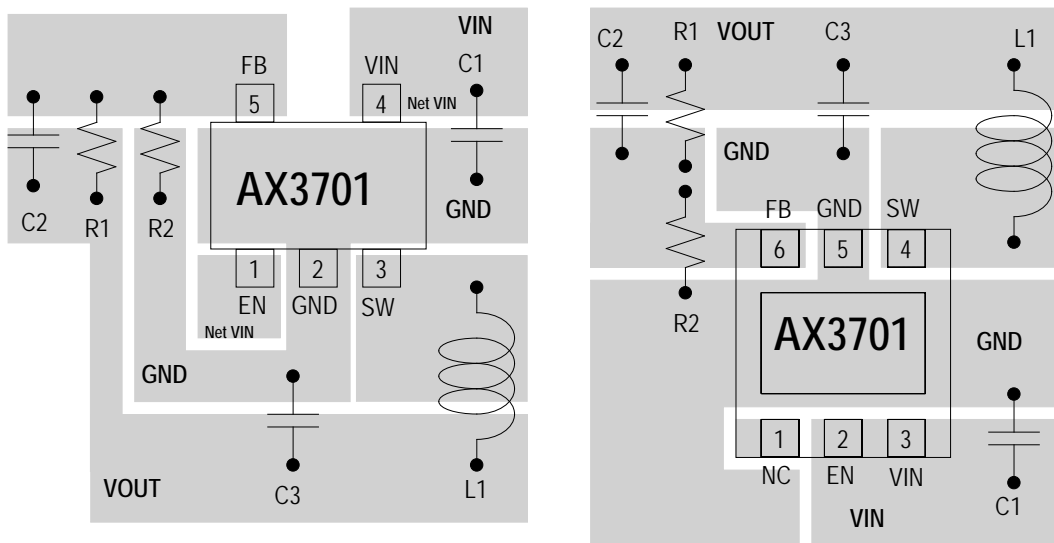 VIN
FB
VIN
C1
5
4
Net VIN
AX3701
GND
C2
R1
R2
1
2
3
EN
GND
SW
Net VIN
GND
VOUT
C3
L1
C2
R1
VOUT
C3
L1
GND
FB
GND
SW
6
5
4
R2
AX3701
GND
1
2
3
NC
EN
VIN
C1
VIN